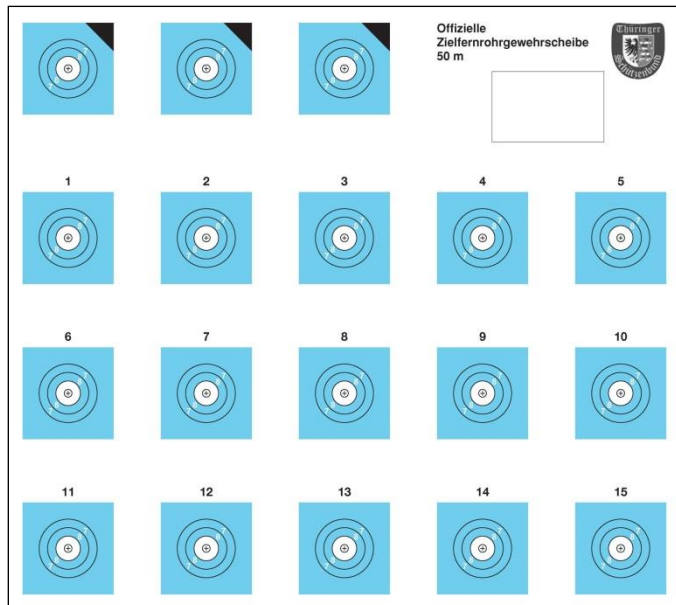 Offizielle
Zielfernrohrgewehrscheibe
50 m
Thüringer
Schützenbund
1 2 3 4 5
6 7 8 9 10
11 12 13 14 15